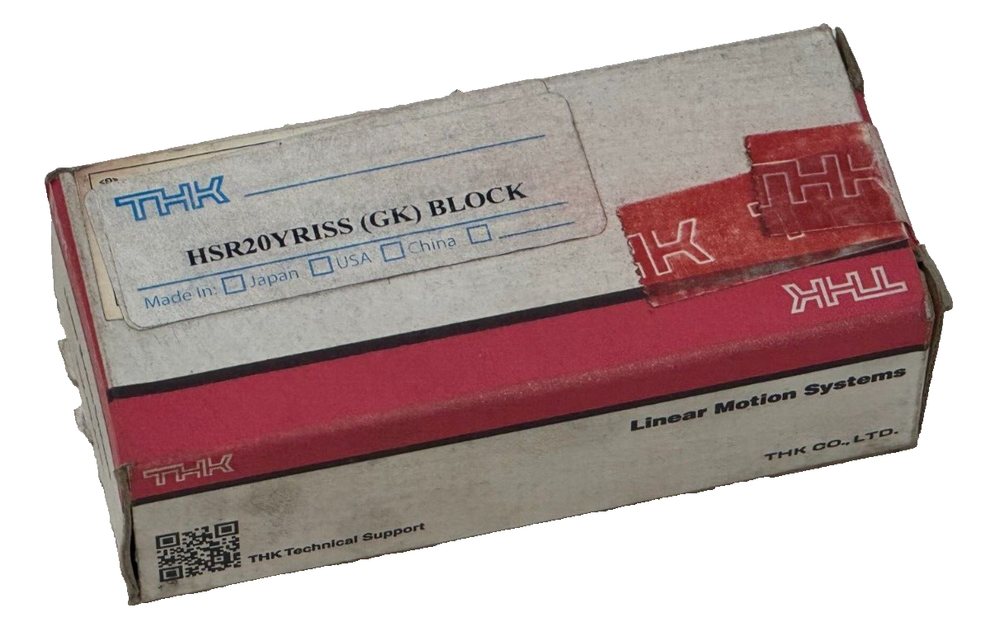 THK
HSR20YRISS (GK) BLOCK
Made In: Japan USA China
THK
THK
THK
Linear Motion Systems
THK CO., LTD.
THK
THK Technical Support